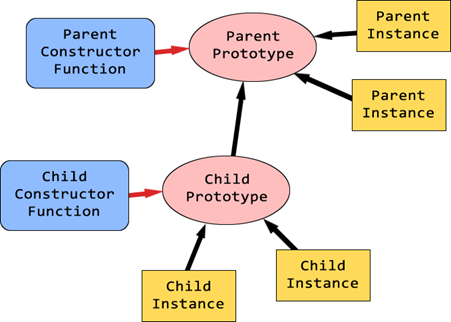 Parent
Constructor
Function
Parent
Prototype
Parent
Instance
Parent
Instance
Child
Constructor
Function
Child
Prototype
Child
Instance
Child
Instance